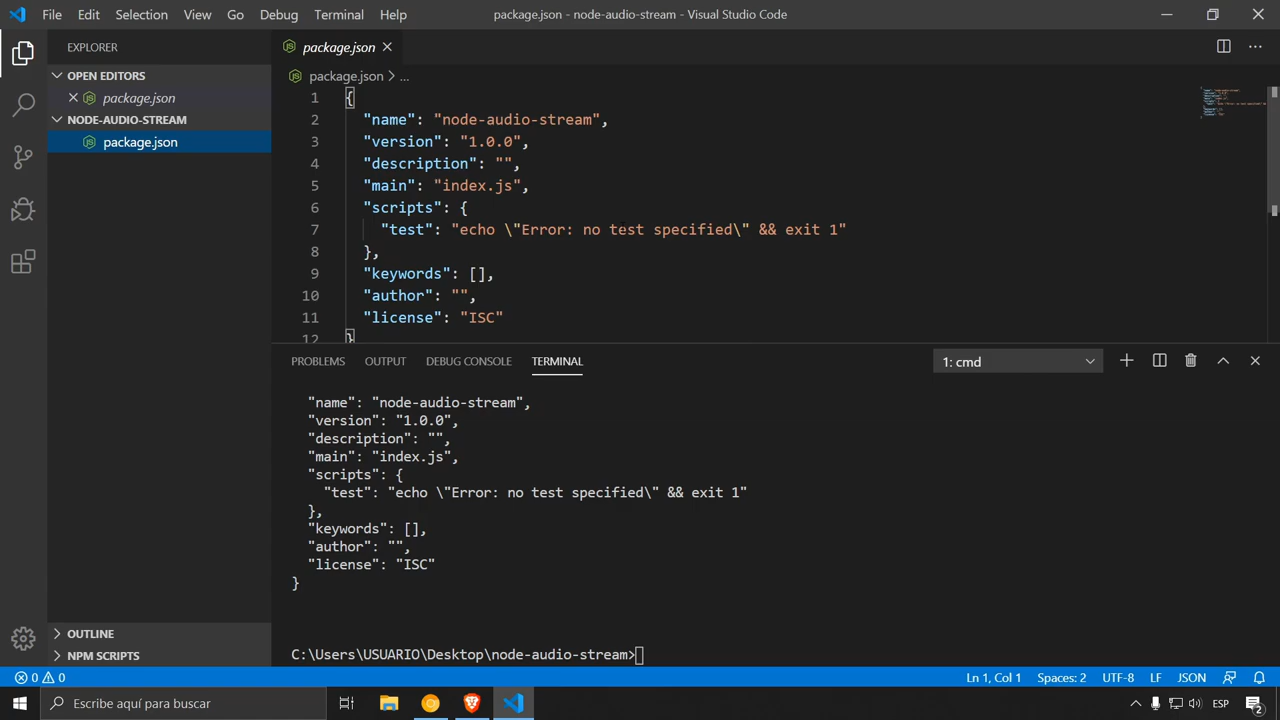 File Edit Selection View Go Debug Terminal Help
package.json - node-audio-stream - Visual Studio Code
EXPLORER
OPEN EDITORS
package.json
NODE-AUDIO-STREAM
package.json
package.json
package.json > ...
1 {
2 "name": "node-audio-stream",
3 "version": "1.0.0",
4 "description": "",
5 "main": "index.js",
6 "scripts": {
7 "test": "echo \"Error: no test specified\" && exit 1"
8 },
9 "keywords": [],
10 "author": "",
11 "license": "ISC"
12 }
PROBLEMS OUTPUT DEBUG CONSOLE TERMINAL
1: cmd
"name": "node-audio-stream",
"version": "1.0.0",
"description": "",
"main": "index.js",
"scripts": {
"test": "echo \"Error: no test specified\" && exit 1"
},
"keywords": [],
"author": "",
"license": "ISC"
}
C:\Users\USUARIO\Desktop\node-audio-stream>
OUTLINE
NPM SCRIPTS
0 0
Ln 1, Col 1 Spaces: 2 UTF-8 LF JSON
Escribe aquí para buscar
ESP
2